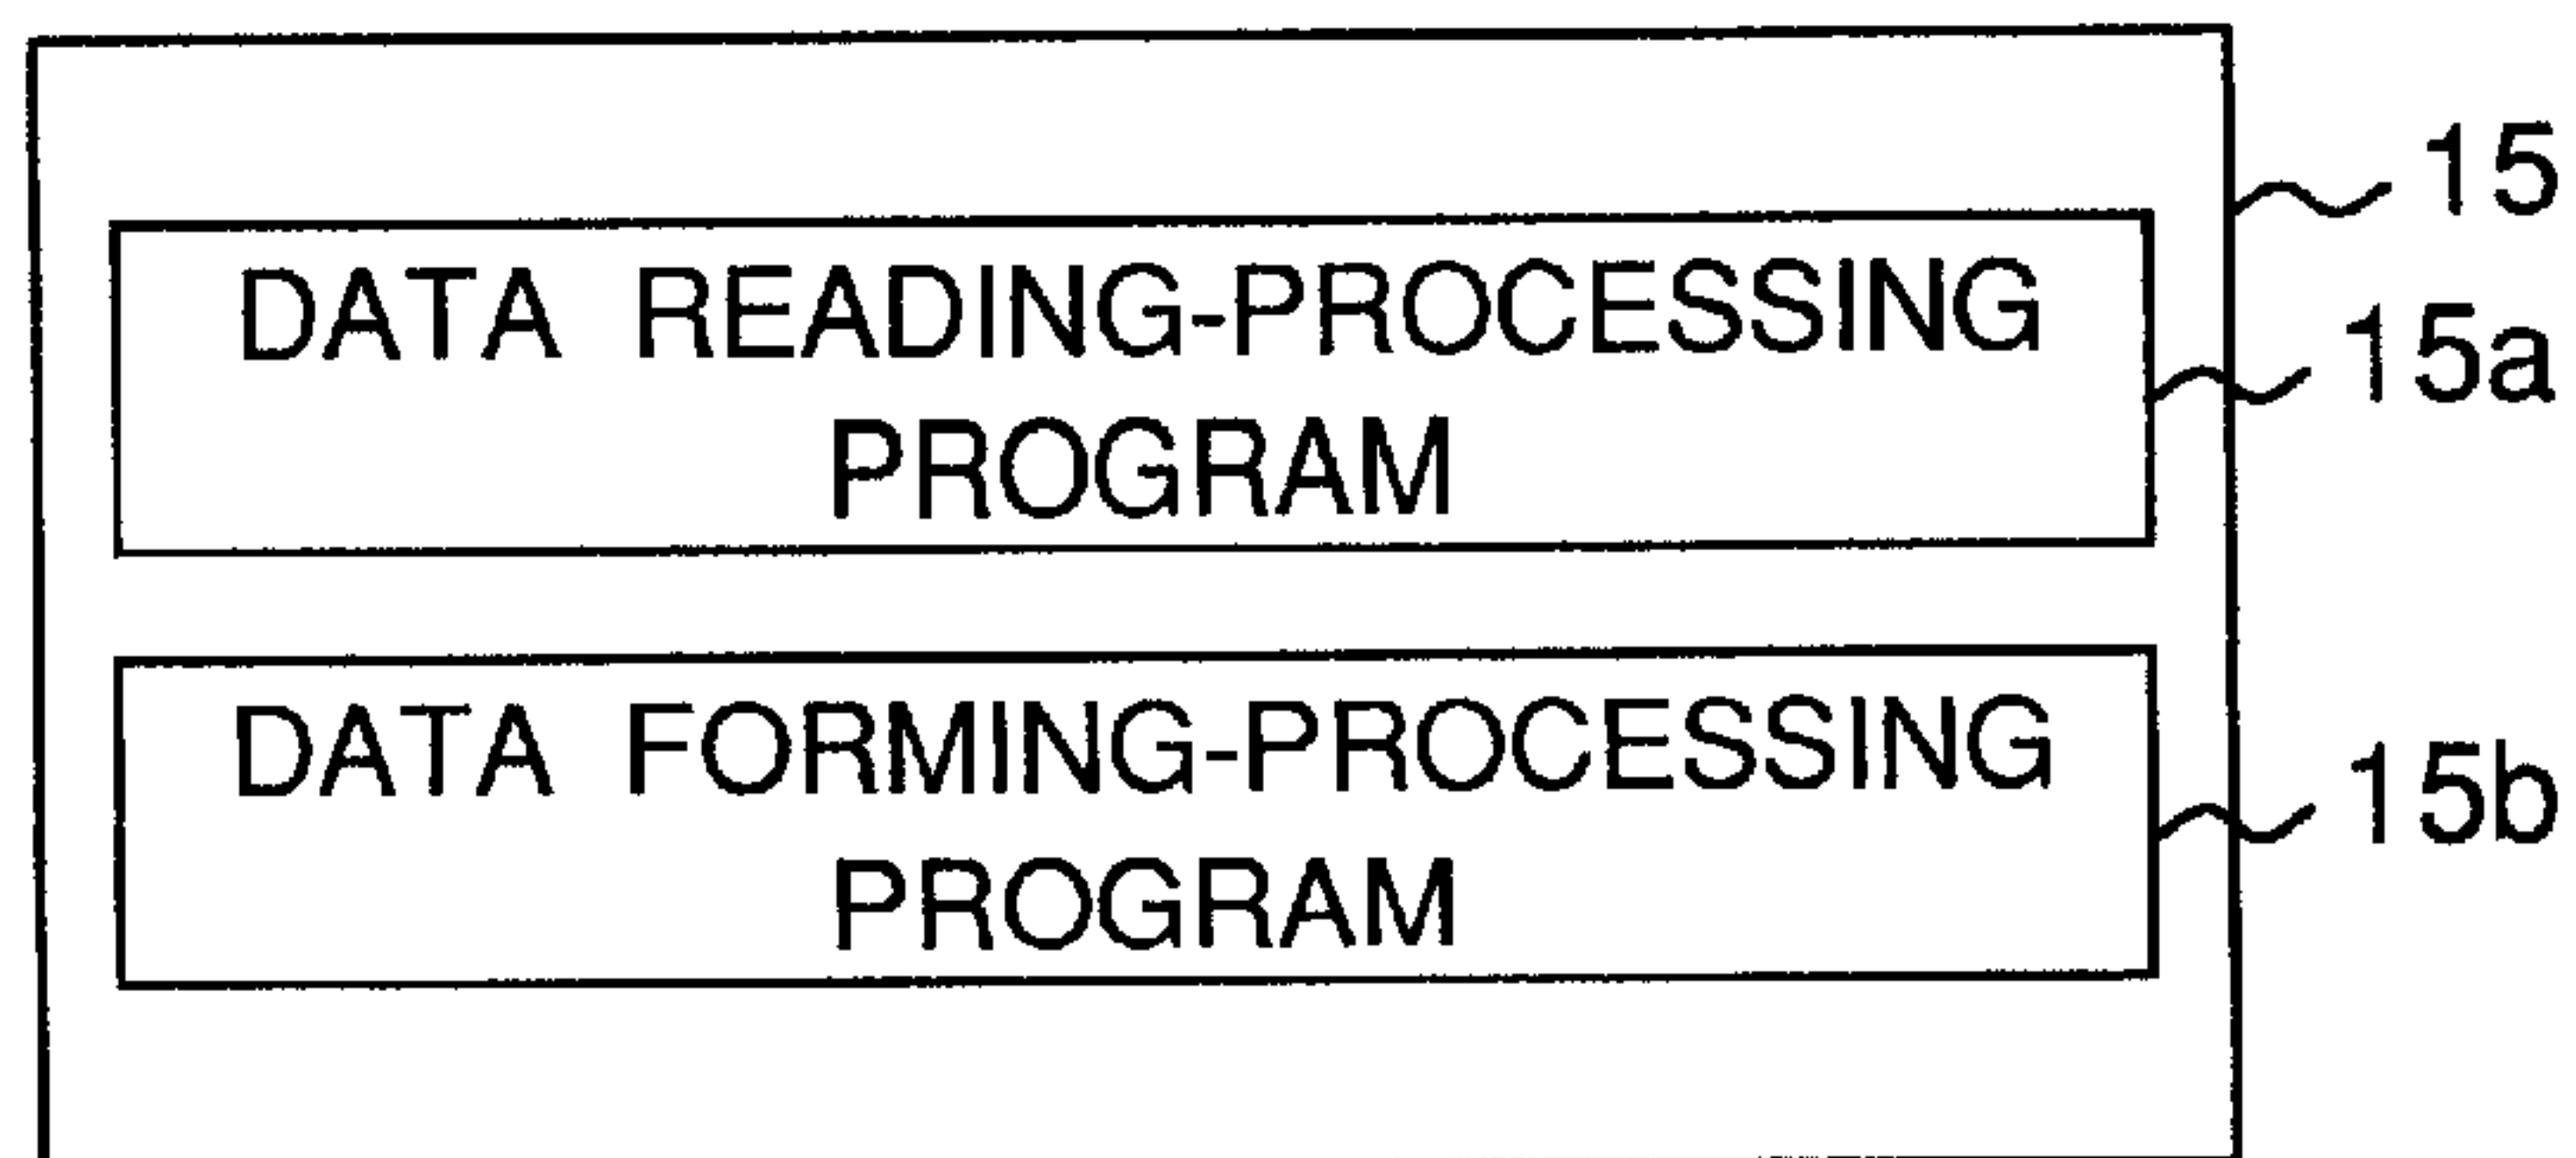 15
DATA READING-PROCESSING
PROGRAM
15a
DATA FORMING-PROCESSING
PROGRAM
15b